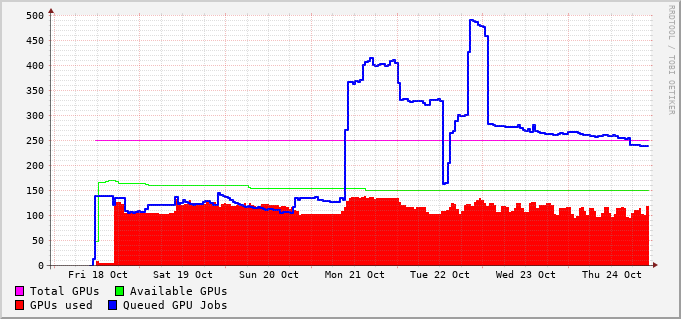 500
450
400
350
300
250
200
150
100
50
0
Fri 18 Oct Sat 19 Oct Sun 20 Oct Mon 21 Oct Tue 22 Oct Wed 23 Oct Thu 24 Oct
Total GPUs Available GPUs
GPUs used Queued GPU Jobs
RRDTOOL / TOBI OETIKER